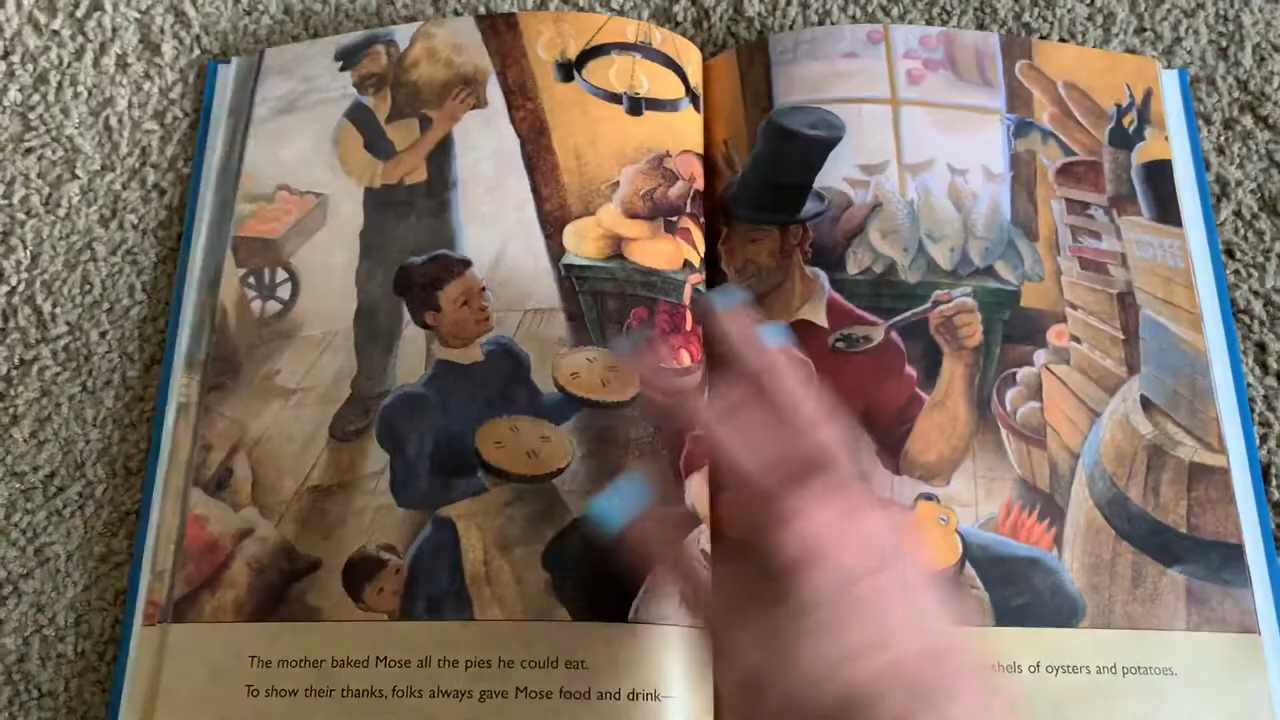 The mother baked Mose all the pies he could eat.
To show their thanks, folks always gave Mose food and drink—
of oysters and potatoes.
COFFEE